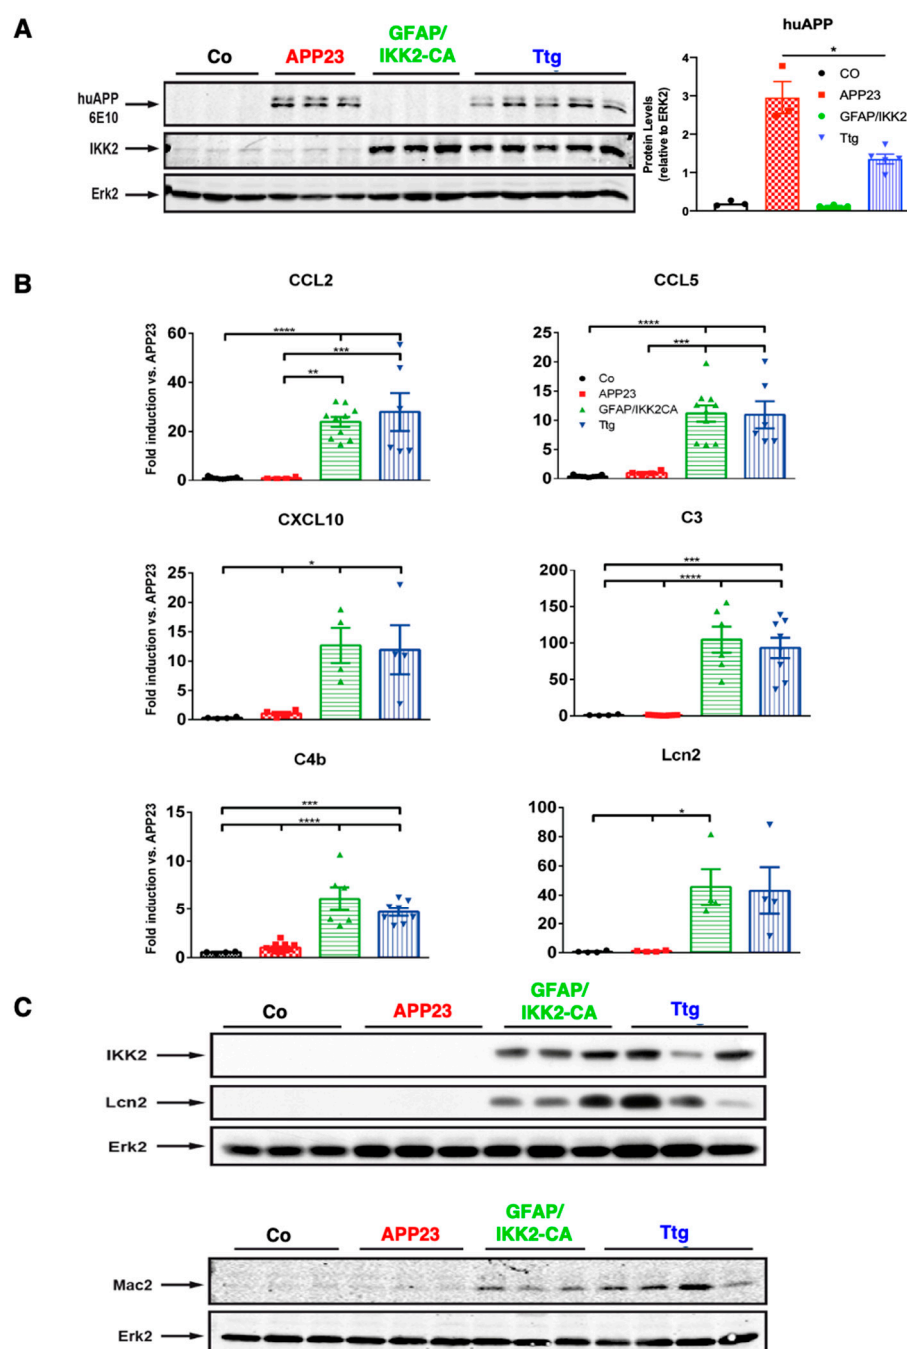 A
Co
APP23
GFAP/
IKK2-CA
Ttg
huAPP
6E10
IKK2
Erk2
huAPP
*
Protein Levels
(relative to ERK2)
4
3
2
1
0
CO
APP23
GFAP/IKK2
Ttg
B
CCL2
Fold induction vs. APP23
60
40
20
0
****
***
**
CCL5
25
20
15
10
5
0
****
***
Co
APP23
GFAP/IKK2CA
Ttg
CXCL10
Fold induction vs. APP23
25
20
15
10
5
0
*
C3
200
150
100
50
0
***
****
C4b
Fold induction vs. APP23
15
10
5
0
***
****
Lcn2
100
80
60
40
20
0
*
C
Co
APP23
GFAP/
IKK2-CA
Ttg
IKK2
Lcn2
Erk2
Co
APP23
GFAP/
IKK2-CA
Ttg
Mac2
Erk2